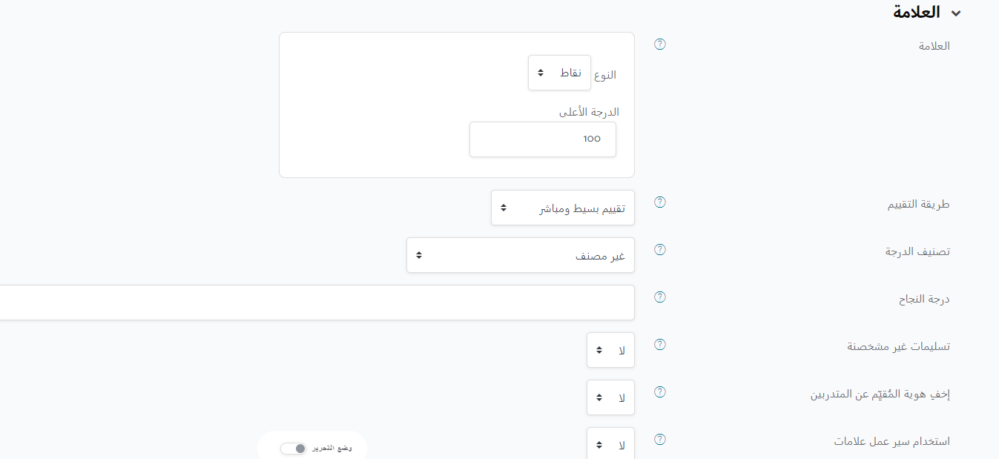 العلامة
العلامة
النوع نقاط
الدرجة الأعلى
100
طريقة التقييم تقييم بسيط ومباشر
تصنيف الدرجة غير مصنف
درجة النجاح
تسليمات غير مشخصنة لا
إخفِ هوية المُقيِّم عن المتدربين لا
استخدام سير عمل علامات لا
وضع التحرير